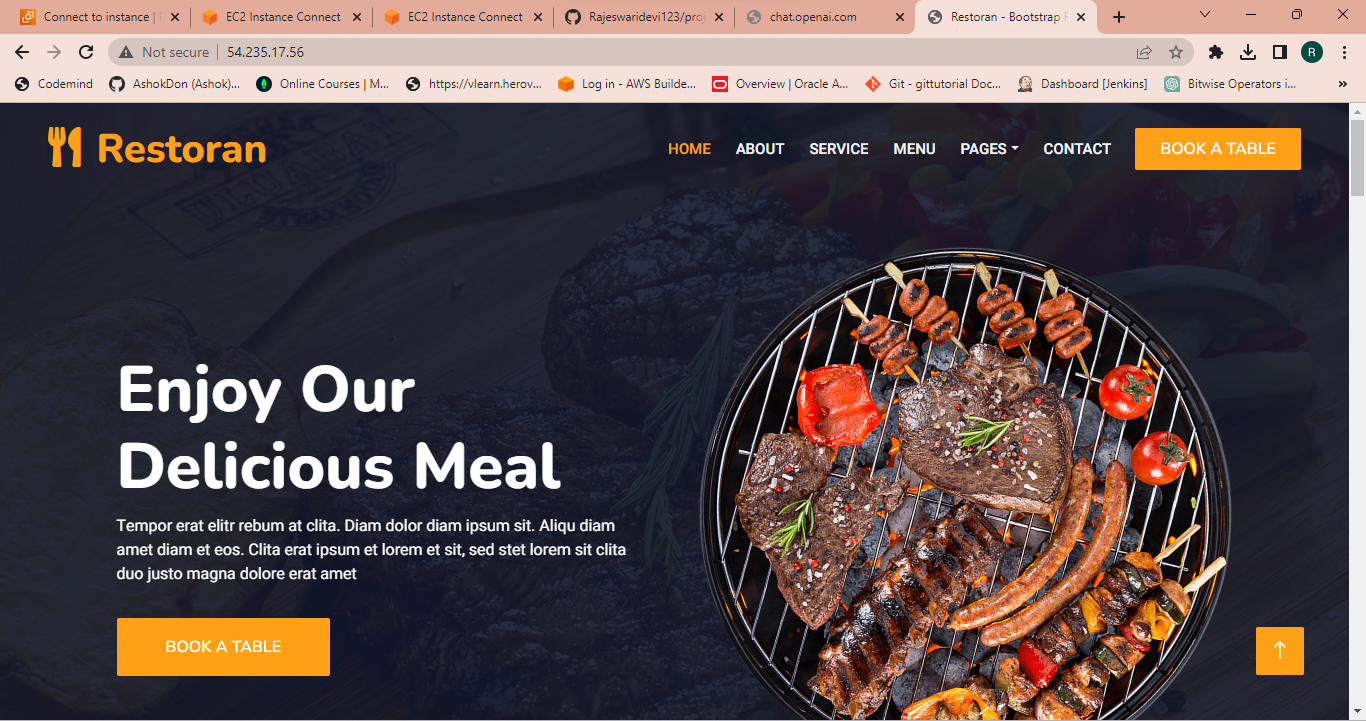 Connect to instance | E
EC2 Instance Connect
EC2 Instance Connect
Rajeswaridevi123/proj
chat.openai.com
Restoran - Bootstrap R
Not secure
54.235.17.56
R
Codemind
AshokDon (Ashok)...
Online Courses | M...
https://vlearn.herov...
Log in - AWS Builde...
Overview | Oracle A...
Git - gittutorial Doc...
Dashboard [Jenkins]
Bitwise Operators i...
Restoran
HOME
ABOUT
SERVICE
MENU
PAGES
CONTACT
BOOK A TABLE
Enjoy Our
Delicious Meal
Tempor erat elitr rebum at clita. Diam dolor diam ipsum sit. Aliqu diam
amet diam et eos. Clita erat ipsum et lorem et sit, sed stet lorem sit clita
duo justo magna dolore erat amet
BOOK A TABLE